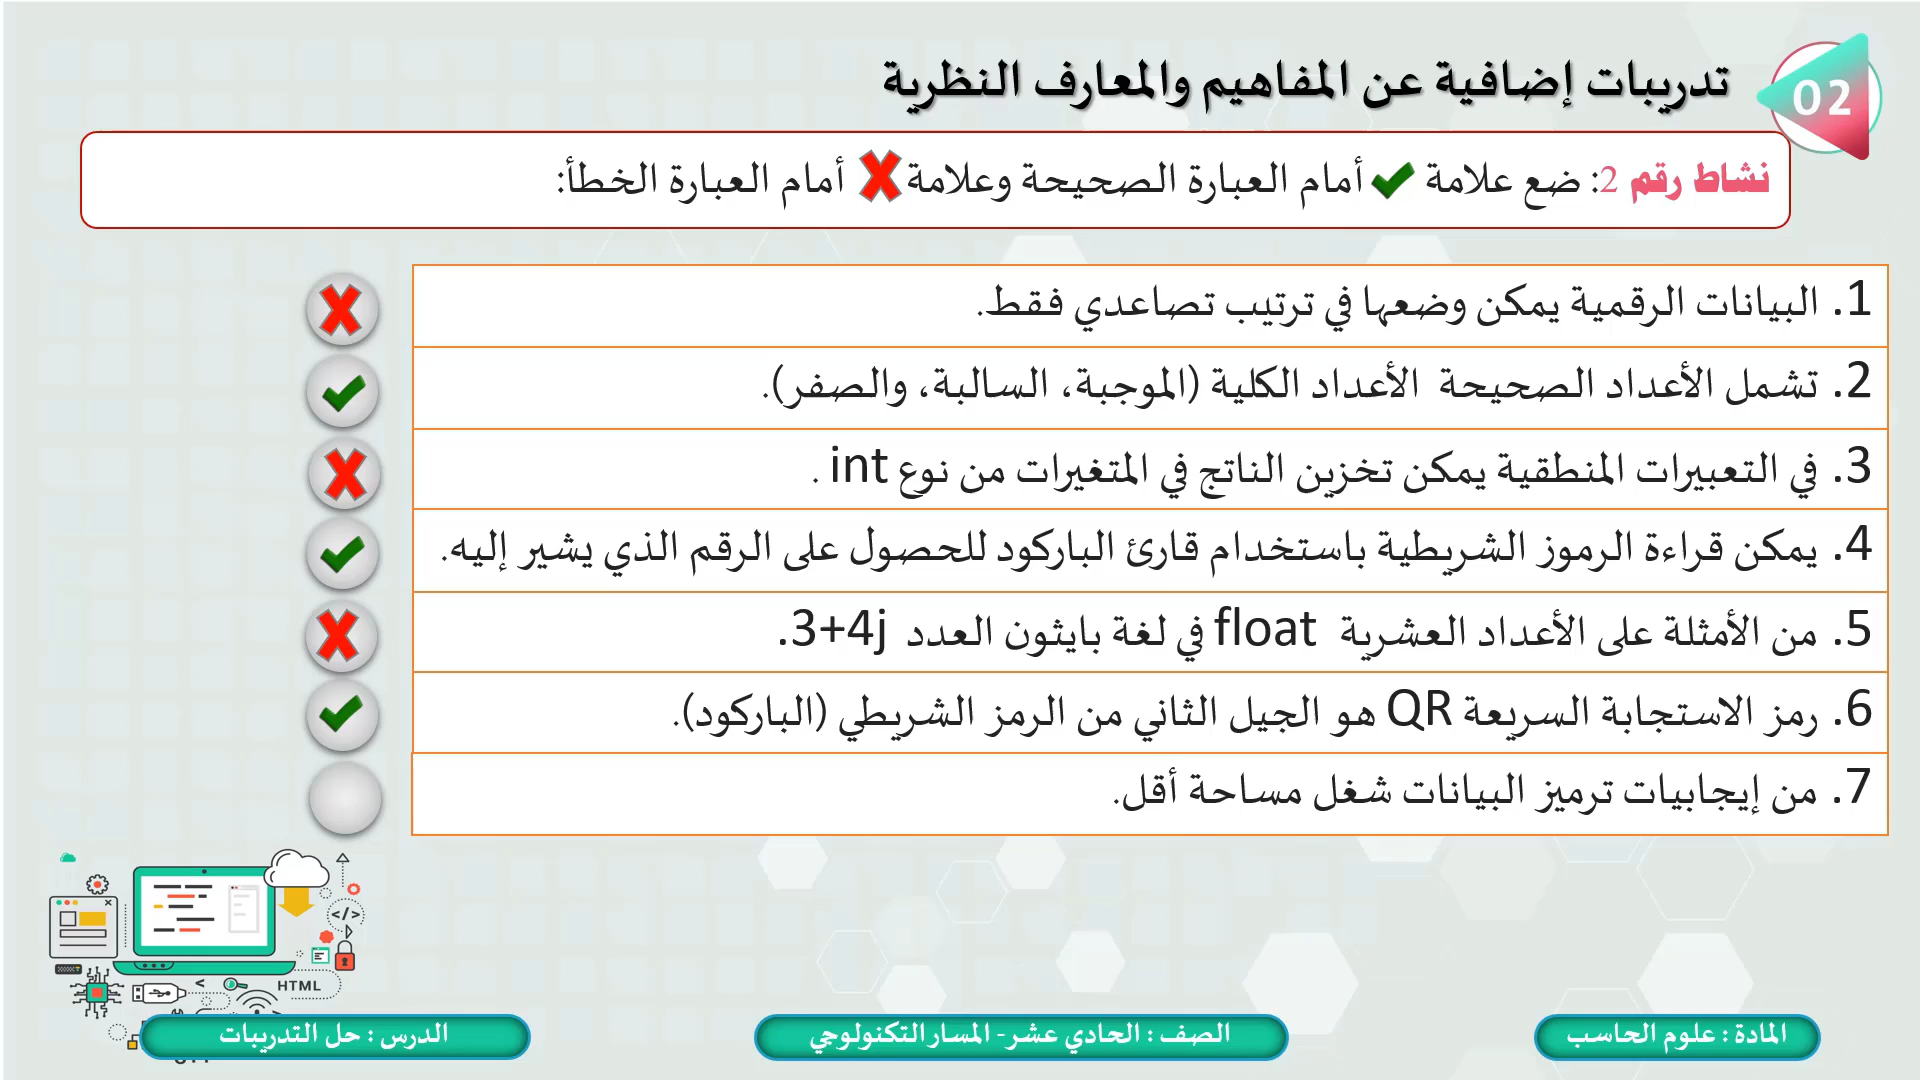 02
تدريبات إضافية عن المفاهيم والمعارف النظرية
نشاط رقم 2: ضع علامة ✔ أمام العبارة الصحيحة وعلامة ✘ أمام العبارة الخطأ:
1. البيانات الرقمية يمكن وضعها في ترتيب تصاعدي فقط.
2. تشمل الأعداد الصحيحة الأعداد الكلية (الموجبة، السالبة، والصفر).
3. في التعبيرات المنطقية يمكن تخزين الناتج في المتغيرات من نوع int .
4. يمكن قراءة الرموز الشريطية باستخدام قارئ الباركود للحصول على الرقم الذي يشير إليه.
5. من الأمثلة على الأعداد العشرية float في لغة بايثون العدد 3+4j.
6. رمز الاستجابة السريعة QR هو الجيل الثاني من الرمز الشريطي (الباركود).
7. من إيجابيات ترميز البيانات شغل مساحة أقل.
</>
HTML
المادة : علوم الحاسب
الصف : الحادي عشر - المسار التكنولوجي
الدرس : حل التدريبات